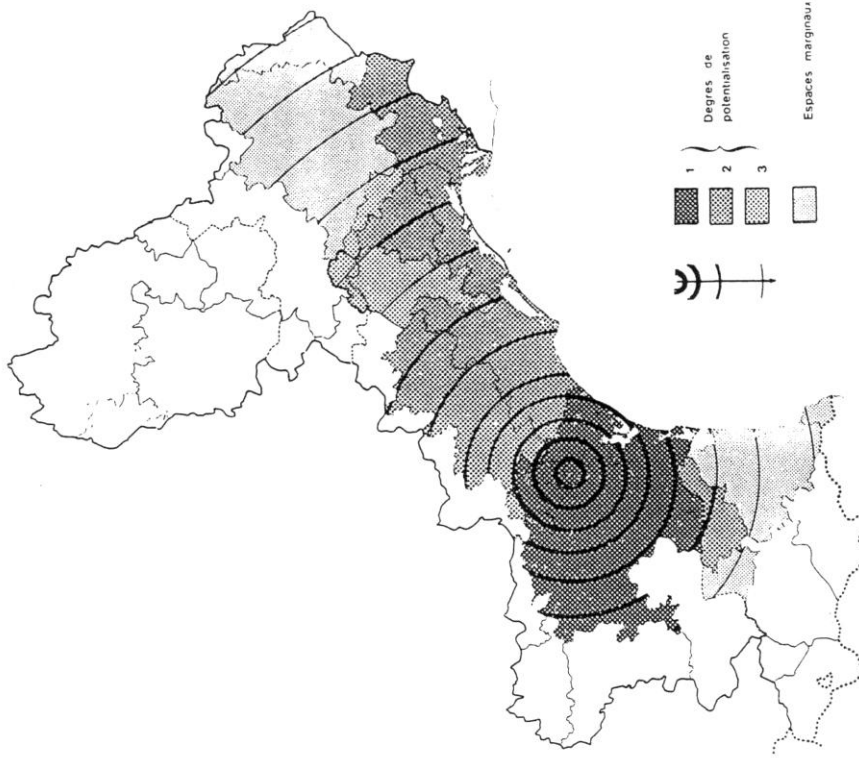 1
2
3
Degres de
potentialisation
Espaces marginaux